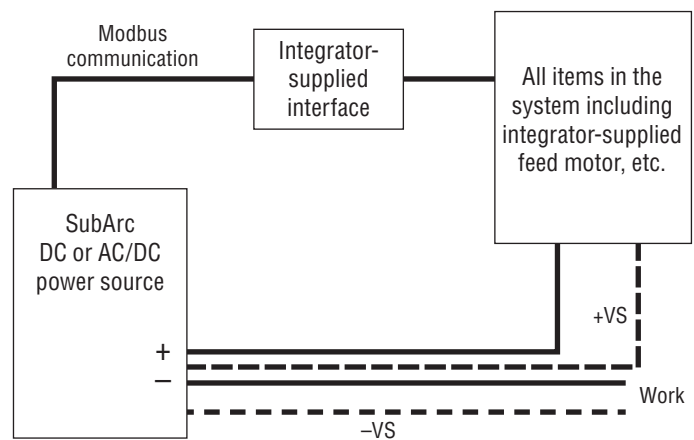 Modbus
communication
Integrator-
supplied
interface
All items in the
system including
integrator-supplied
feed motor, etc.
SubArc
DC or AC/DC
power source
+VS
+
–
Work
–VS